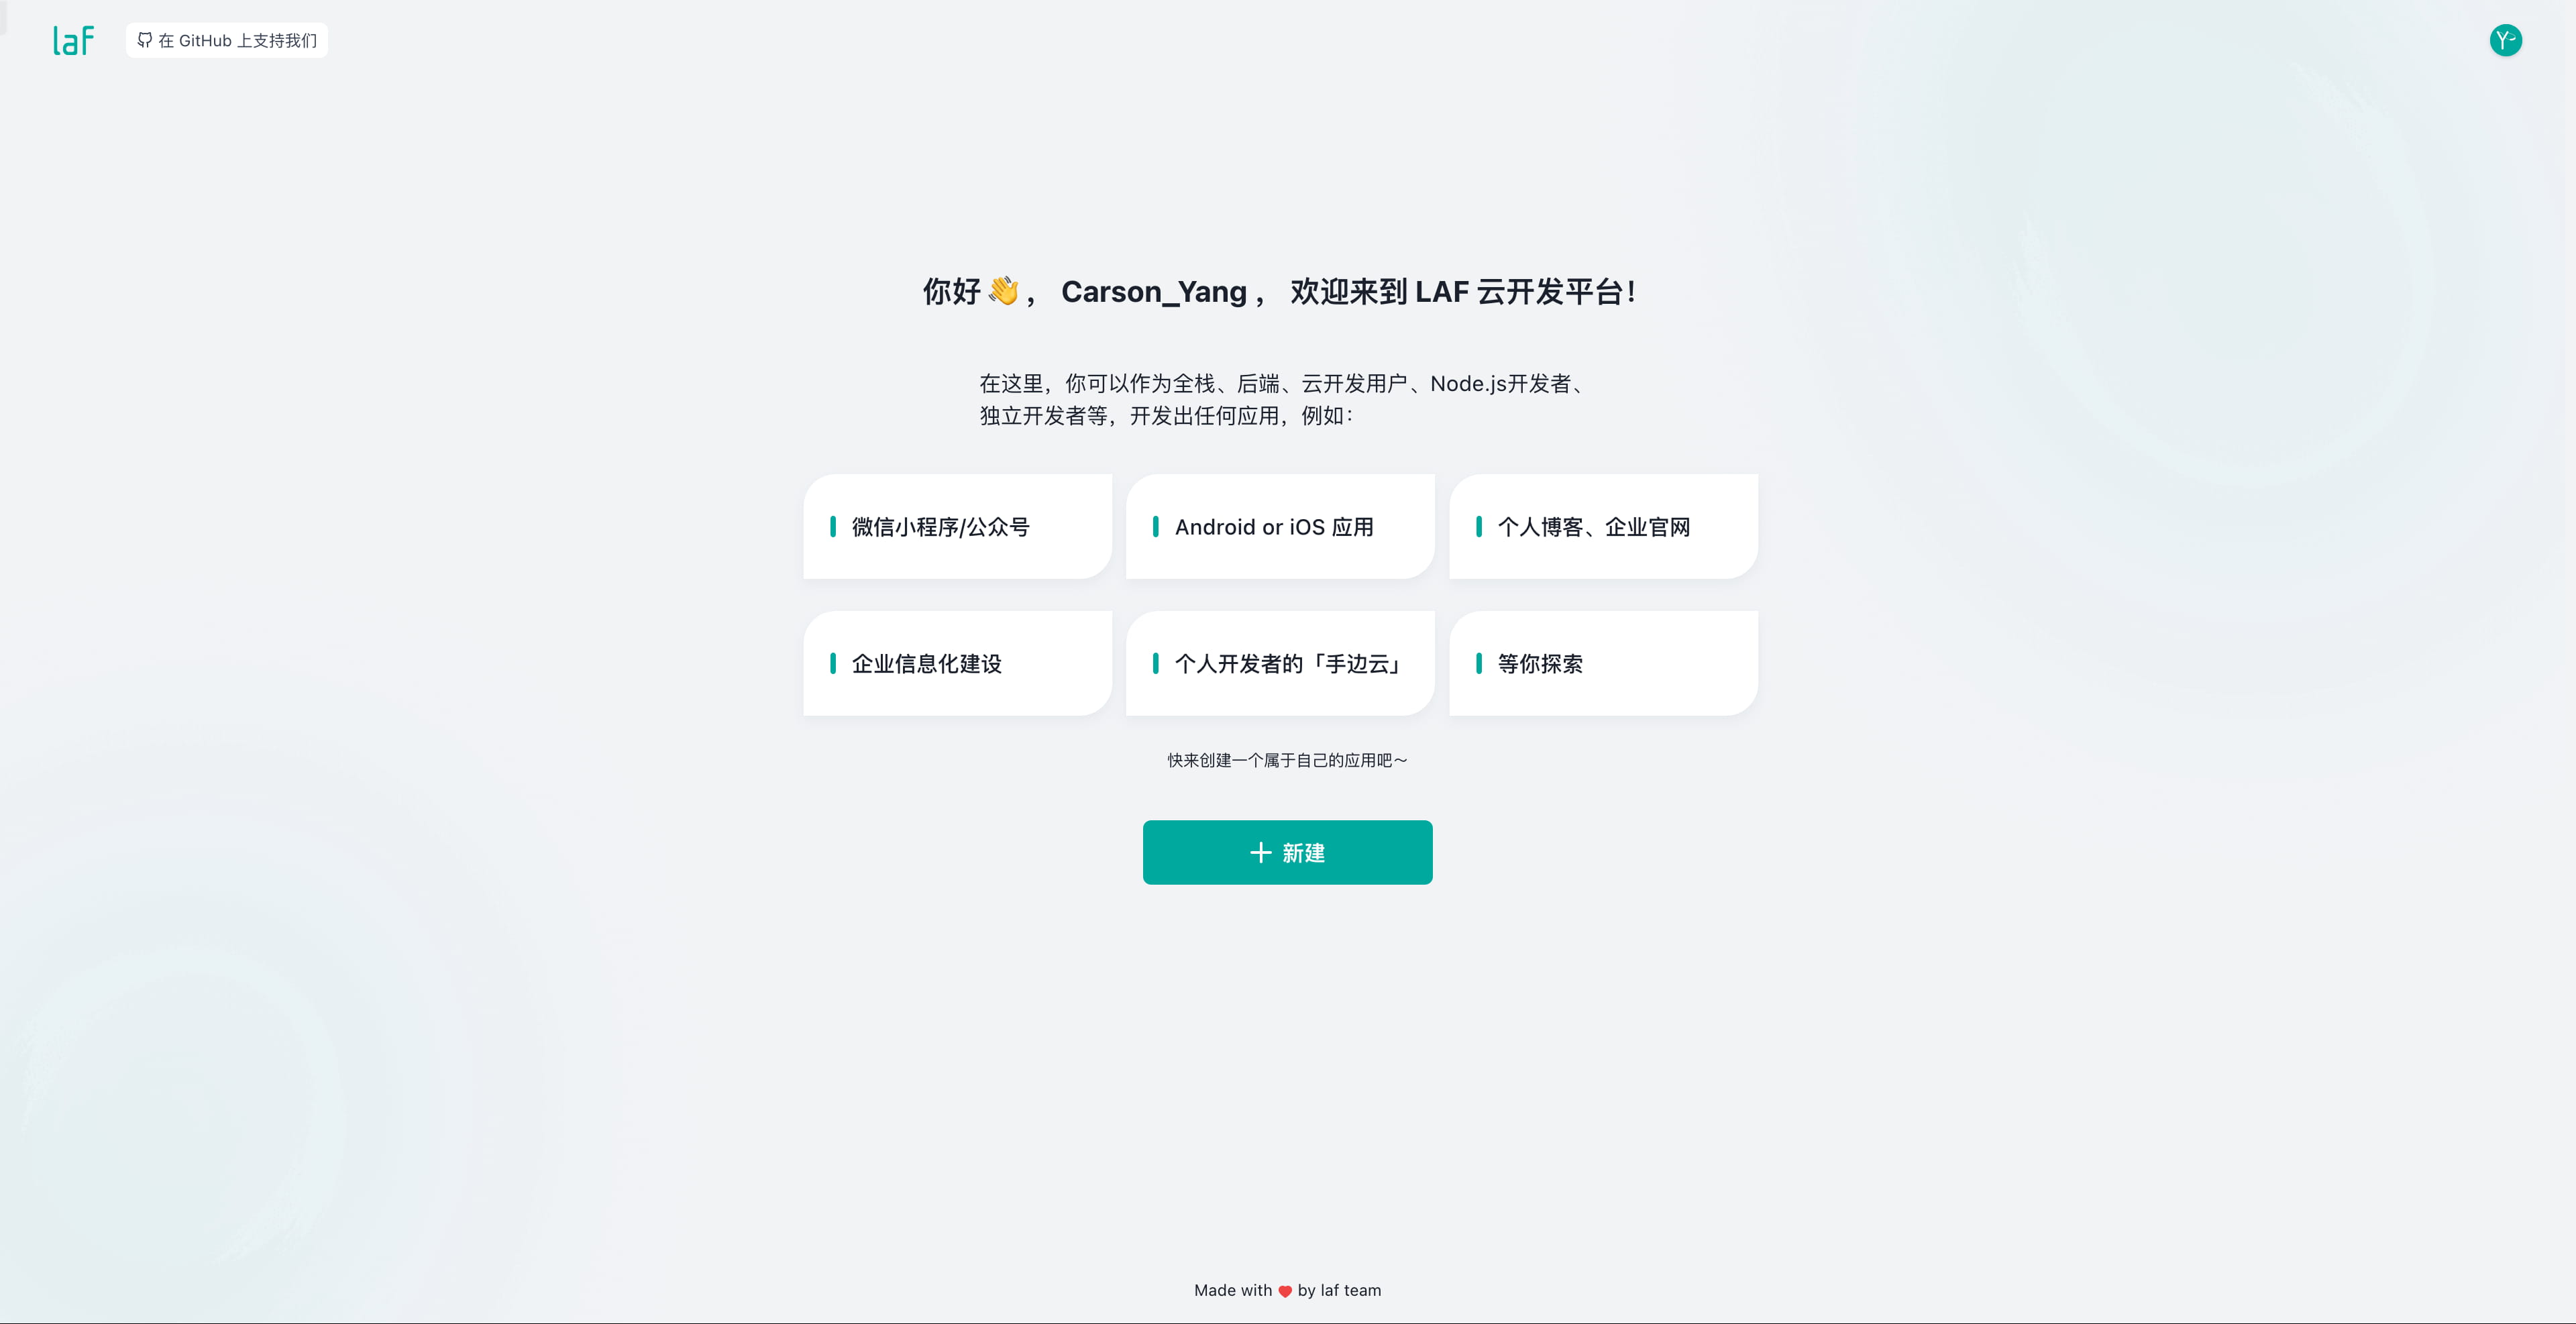 laf
在 GitHub 上支持我们
你好 👋 ， Carson_Yang ， 欢迎来到 LAF 云开发平台！
在这里，你可以作为全栈、后端、云开发用户、Node.js开发者、
独立开发者等，开发出任何应用，例如：
微信小程序/公众号
Android or iOS 应用
个人博客、企业官网
企业信息化建设
个人开发者的「手边云」
等你探索
快来创建一个属于自己的应用吧～
新建
Made with ❤ by laf team